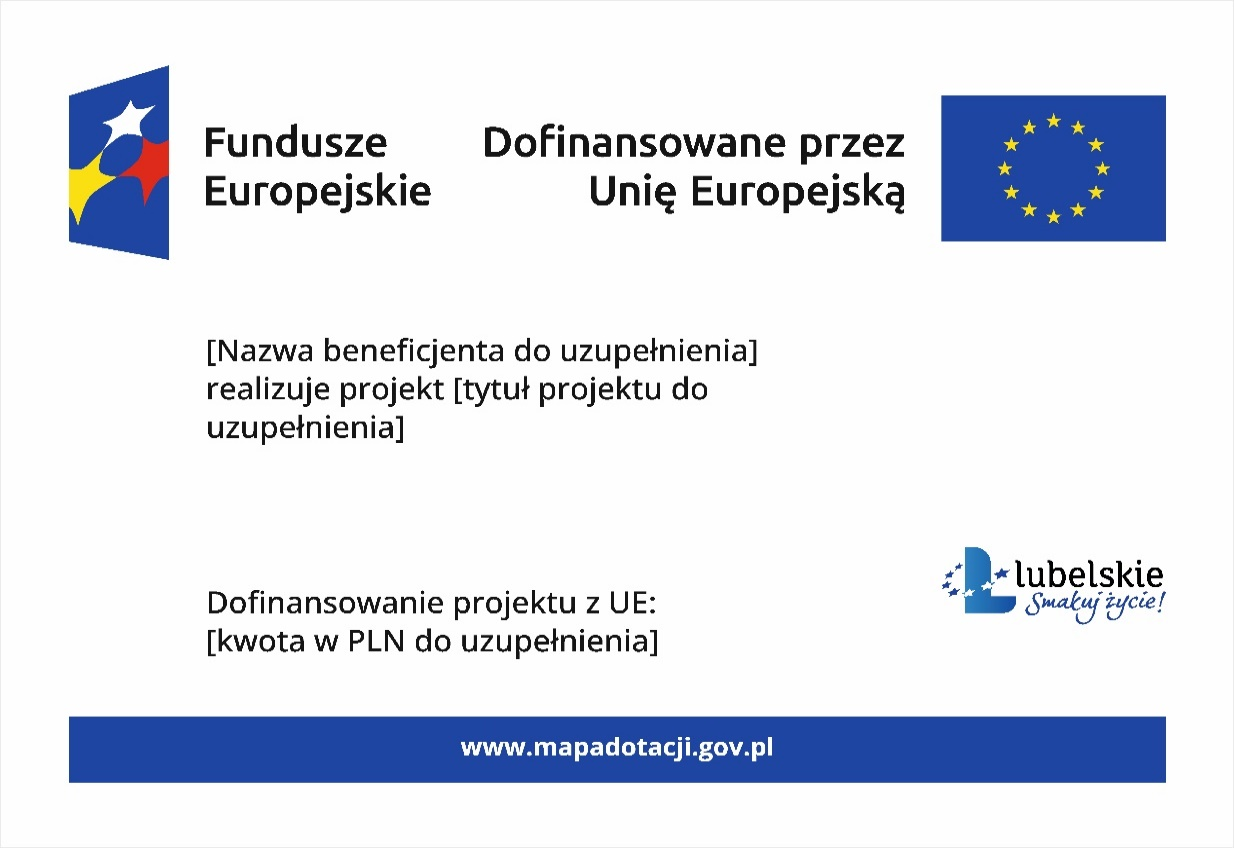 Fundusze
Europejskie
Dofinansowane przez
Unię Europejską
[Nazwa beneficjenta do uzupełnienia]
realizuje projekt [tytuł projektu do
uzupełnienia]
lubelskie
Smakuj życie!
Dofinansowanie projektu z UE:
[kwota w PLN do uzupełnienia]
www.mapadotacji.gov.pl